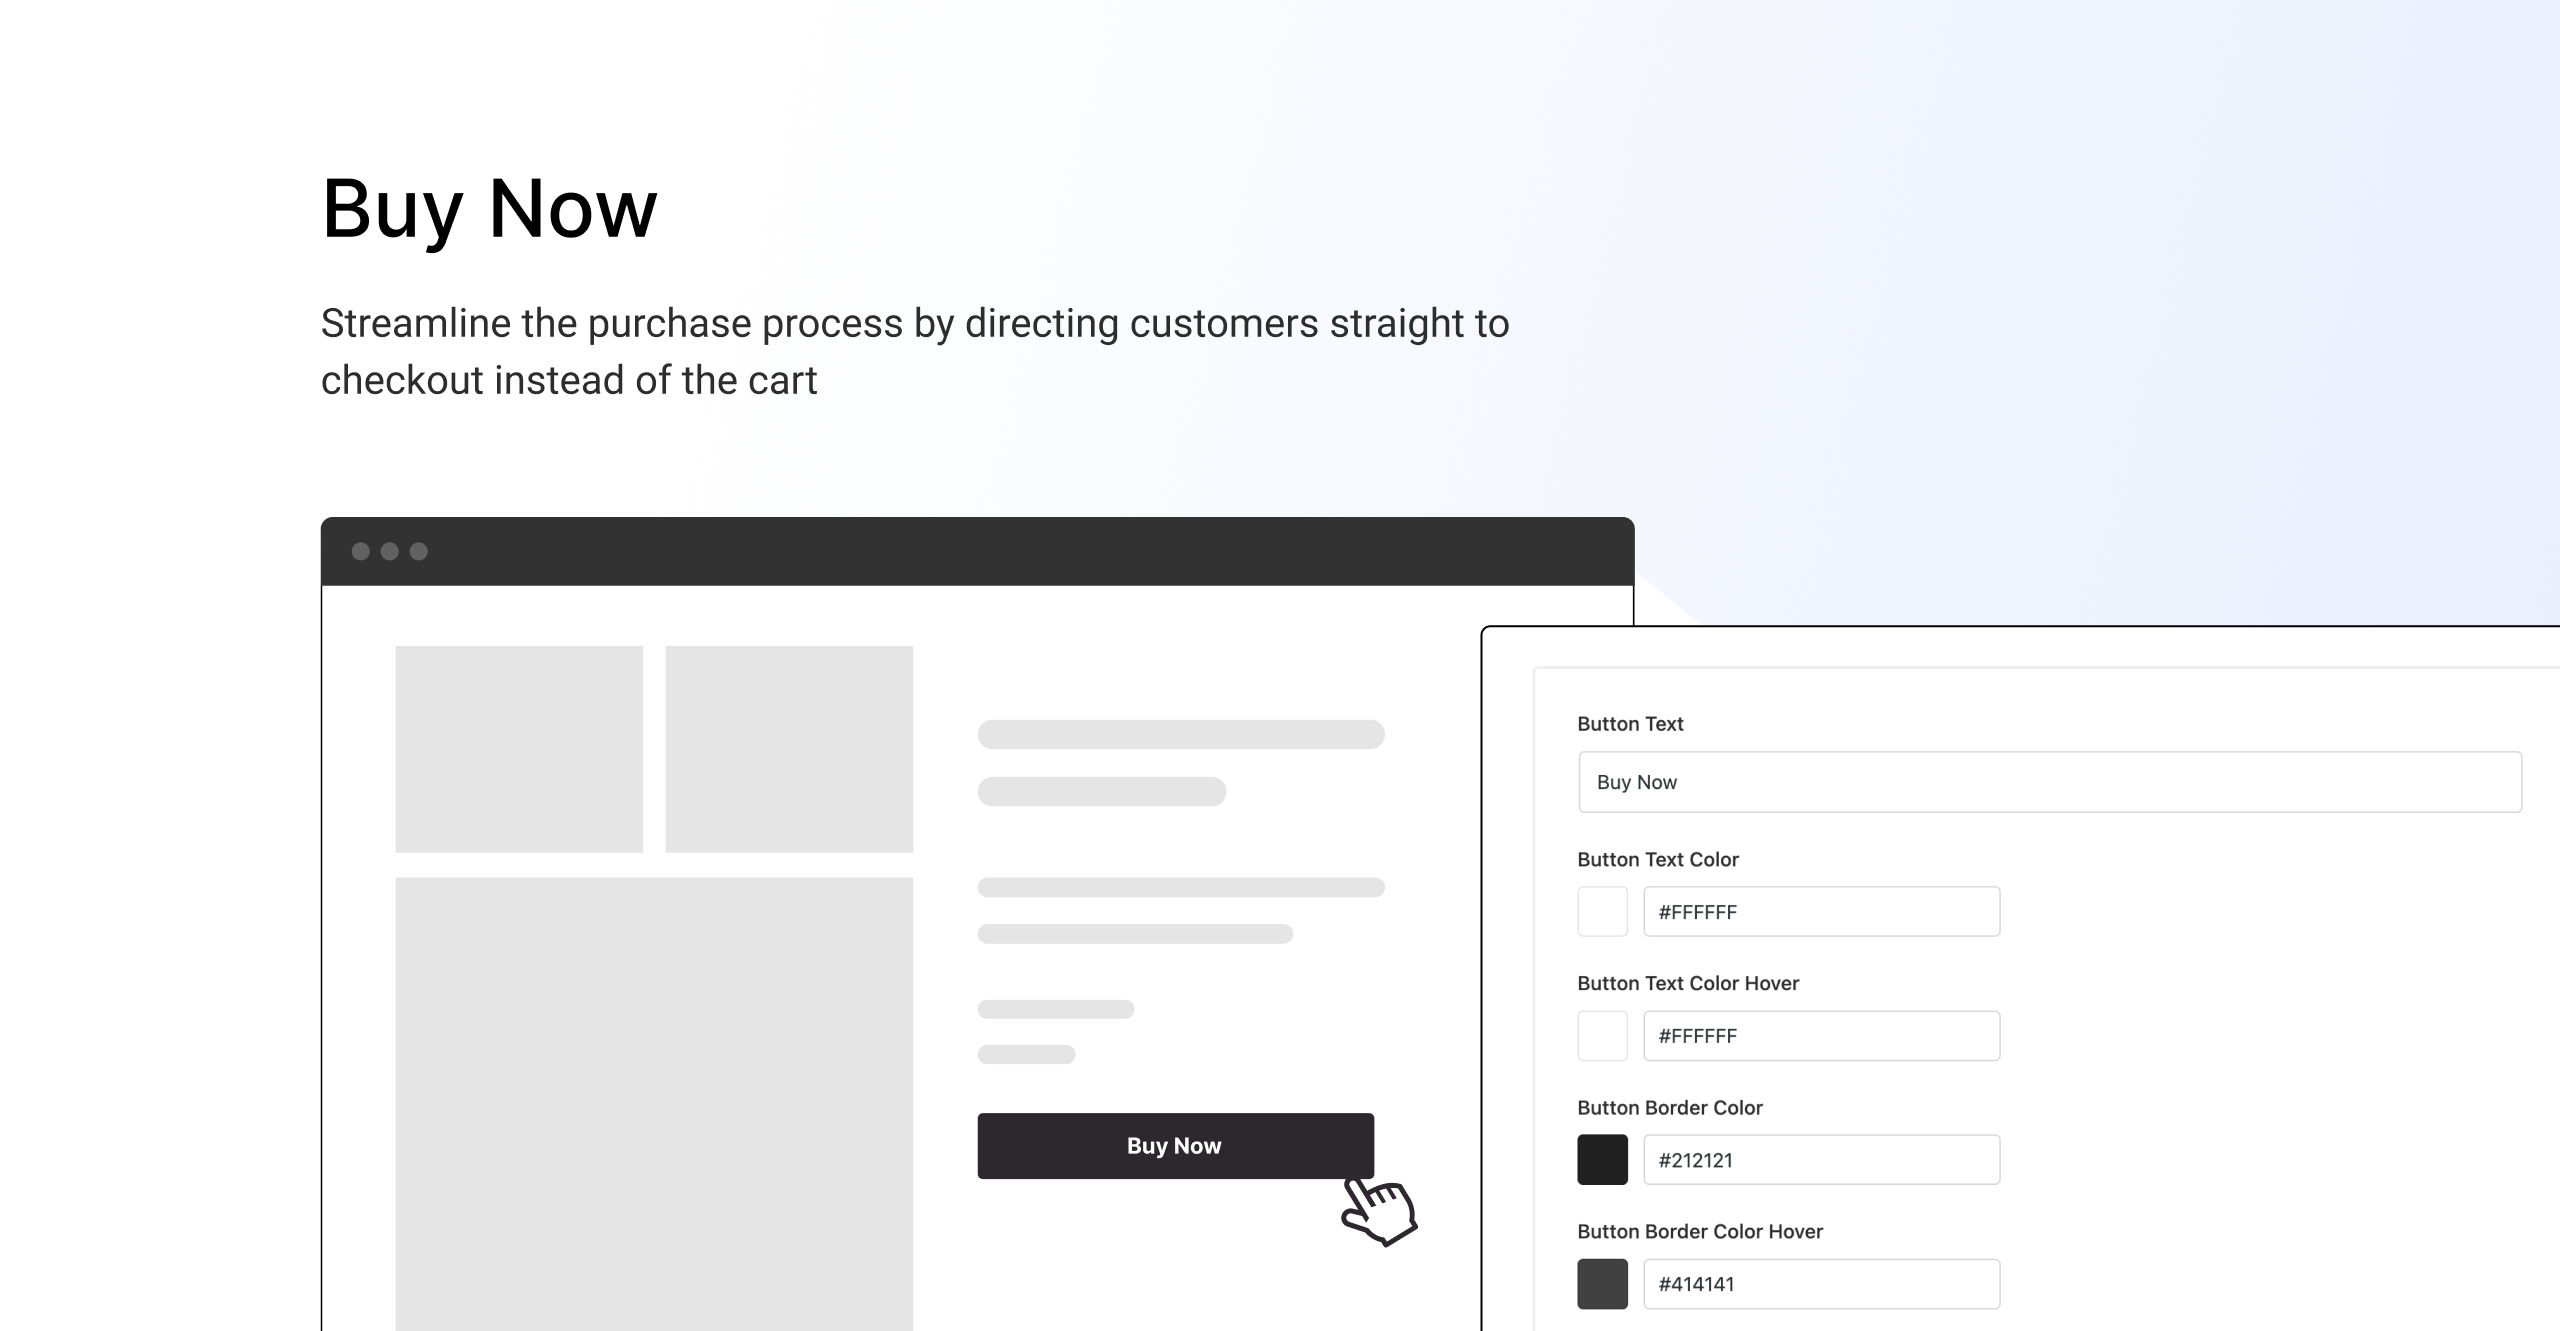 Buy Now
Streamline the purchase process by directing customers straight to
checkout instead of the cart
Buy Now
Button Text
Buy Now
Button Text Color
#FFFFFF
Button Text Color Hover
#FFFFFF
Button Border Color
#212121
Button Border Color Hover
#414141